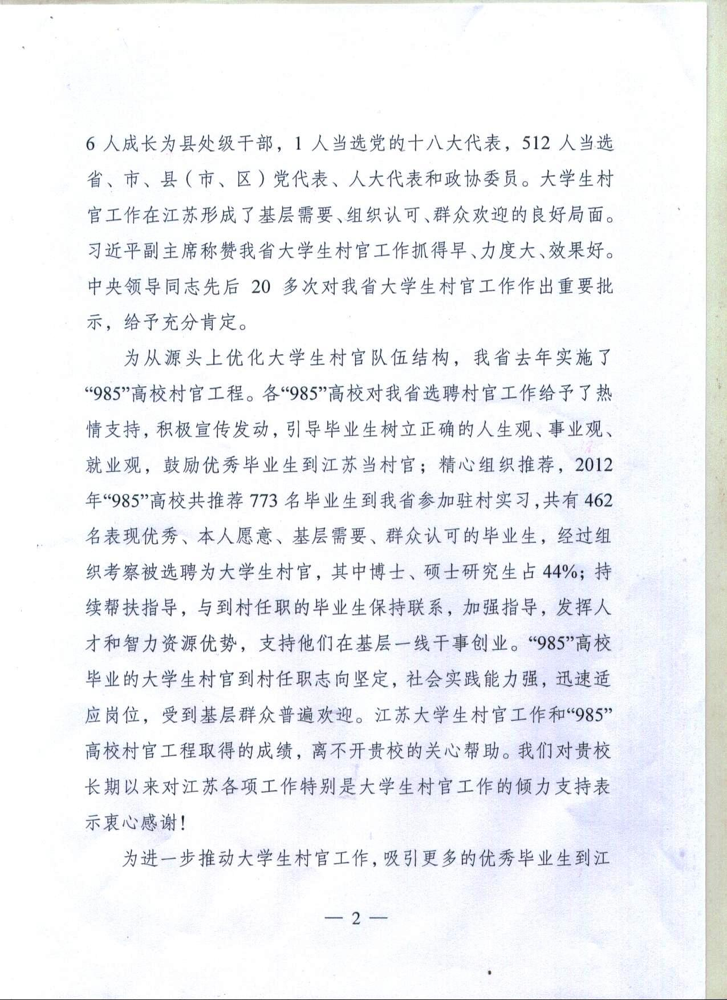 6 人成长为县处级干部，1 人当选党的十八大代表，512 人当选
省、市、县（市、区）党代表、人大代表和政协委员。大学生村
官工作在江苏形成了基层需要、组织认可、群众欢迎的良好局面。
习近平副主席称赞我省大学生村官工作抓得早、力度大、效果好。
中央领导同志先后 20 多次对我省大学生村官工作作出重要批
示，给予充分肯定。
为从源头上优化大学生村官队伍结构，我省去年实施了
“985”高校村官工程。各“985”高校对我省选聘村官工作给予了热
情支持，积极宣传发动，引导毕业生树立正确的人生观、事业观、
就业观，鼓励优秀毕业生到江苏当村官；精心组织推荐，2012
年“985”高校共推荐 773 名毕业生到我省参加驻村实习，共有 462
名表现优秀、本人愿意、基层需要、群众认可的毕业生，经过组
织考察被选聘为大学生村官，其中博士、硕士研究生占 44%；持
续帮扶指导，与到村任职的毕业生保持联系，加强指导，发挥人
才和智力资源优势，支持他们在基层一线干事创业。“985”高校
毕业的大学生村官到村任职志向坚定，社会实践能力强，迅速适
应岗位，受到基层群众普遍欢迎。江苏大学生村官工作和“985”
高校村官工程取得的成绩，离不开贵校的关心帮助。我们对贵校
长期以来对江苏各项工作特别是大学生村官工作的倾力支持表
示衷心感谢！
为进一步推动大学生村官工作，吸引更多的优秀毕业生到江
— 2 —